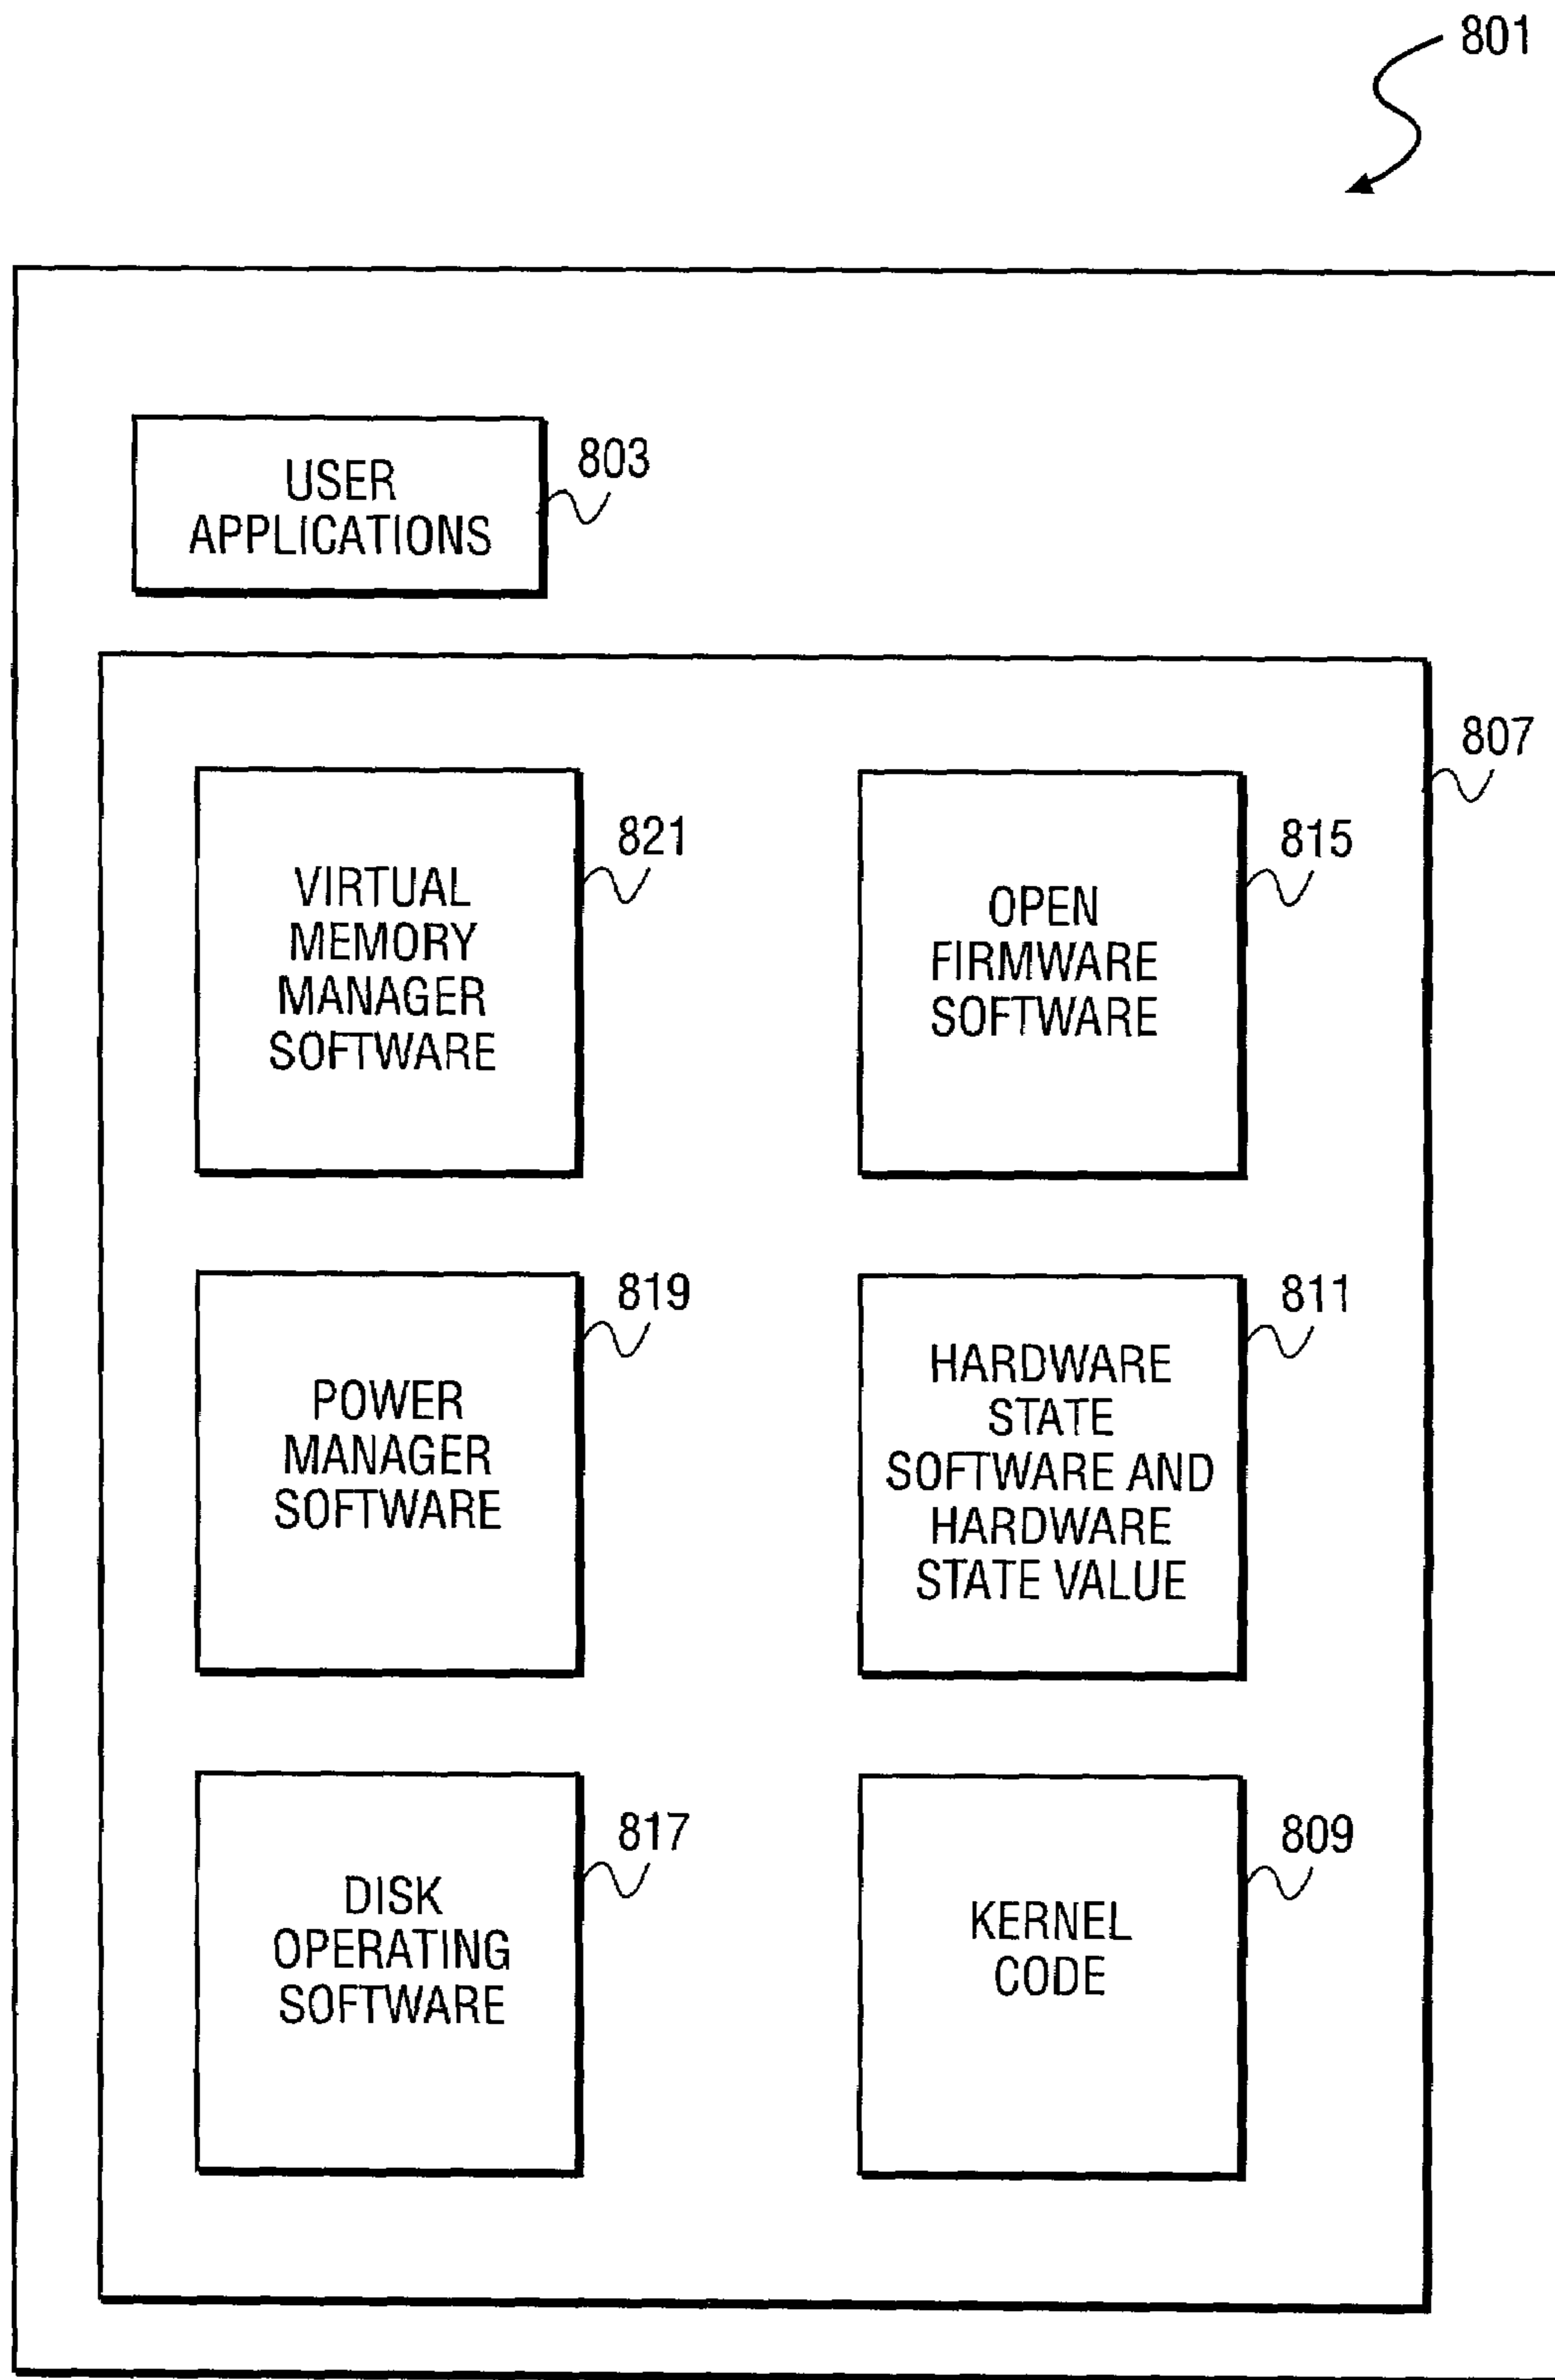 801
USER
APPLICATIONS
803
807
VIRTUAL
MEMORY
MANAGER
SOFTWARE
821
OPEN
FIRMWARE
SOFTWARE
815
POWER
MANAGER
SOFTWARE
819
HARDWARE
STATE
SOFTWARE AND
HARDWARE
STATE VALUE
811
DISK
OPERATING
SOFTWARE
817
KERNEL
CODE
809